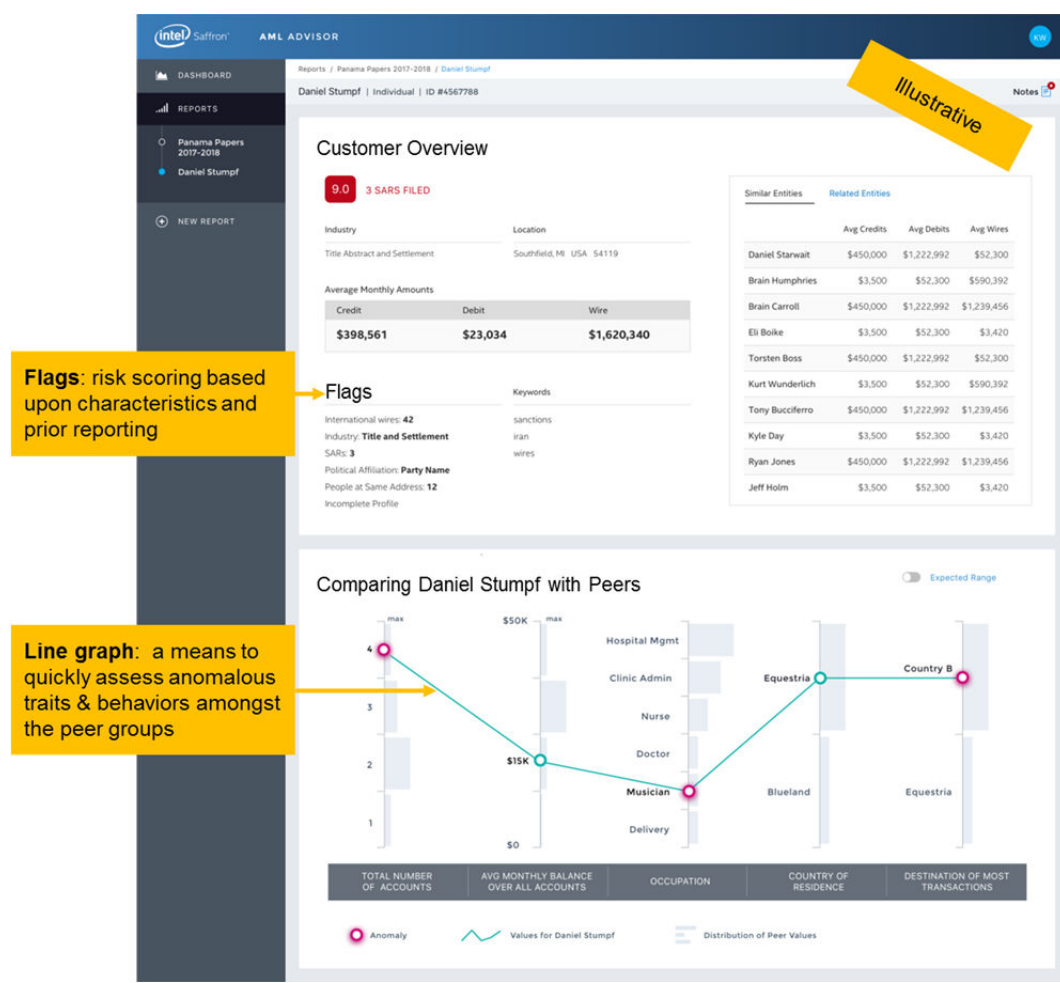 intel Saffron AML ADVISOR KW
DASHBOARD
REPORTS
Panama Papers
2017-2018
Daniel Stumpf
NEW REPORT
Reports / Panama Papers 2017-2018 / Daniel Stumpf
Daniel Stumpf | Individual | ID #4567788
Notes
Illustrative
Customer Overview
9.0 3 SARS FILED
Industry Location
Title Abstract and Settlement Southfield, MI USA 54119
Average Monthly Amounts
Credit Debit Wire
$398,561 $23,034 $1,620,340
Flags: risk scoring based
upon characteristics and
prior reporting
Flags
Keywords
International wires: 42 sanctions
Industry: Title and Settlement iran
SARs: 3 wires
Political Affiliation: Party Name
People at Same Address: 12
Incomplete Profile
Similar Entities Related Entities
Avg Credits Avg Debits Avg Wires
Daniel Starwait $450,000 $1,222,992 $52,300
Brain Humphries $3,500 $52,300 $590,392
Brain Carroll $450,000 $1,222,992 $1,239,456
Eli Boike $3,500 $52,300 $3,420
Torsten Boss $450,000 $1,222,992 $52,300
Kurt Wunderlich $3,500 $52,300 $590,392
Tony Bucciferro $450,000 $1,222,992 $1,239,456
Kyle Day $3,500 $52,300 $3,420
Ryan Jones $450,000 $1,222,992 $1,239,456
Jeff Holm $3,500 $52,300 $3,420
Comparing Daniel Stumpf with Peers
Expected Range
Line graph: a means to
quickly assess anomalous
traits & behaviors amongst
the peer groups
max
4
3
2
1
$50K max
$15K
$0
Hospital Mgmt
Clinic Admin
Nurse
Doctor
Musician
Delivery
Equestria
Blueland
Country B
Equestria
TOTAL NUMBER
OF ACCOUNTS
AVG MONTHLY BALANCE
OVER ALL ACCOUNTS
OCCUPATION
COUNTRY OF
RESIDENCE
DESTINATION OF MOST
TRANSACTIONS
Anomaly
Values for Daniel Stumpf
Distribution of Peer Values